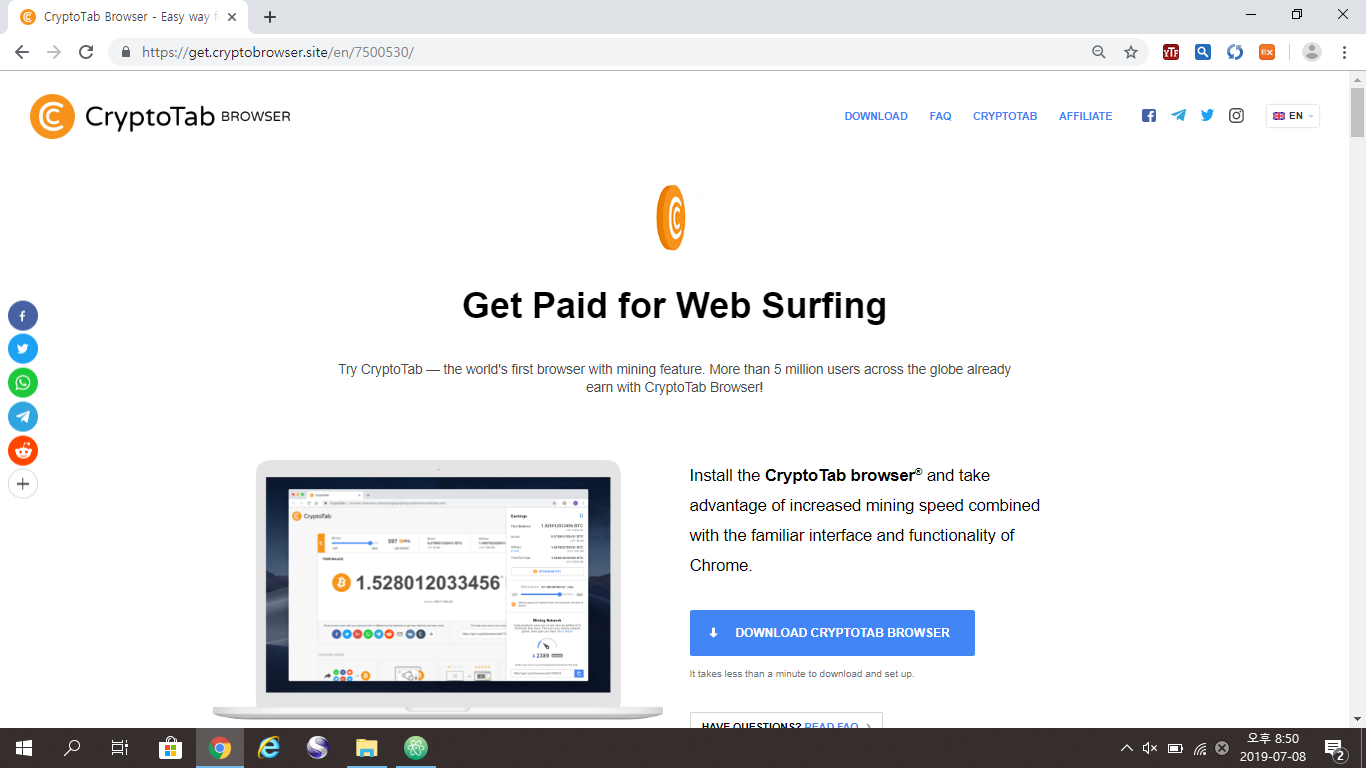 CryptoTab Browser - Easy way f
https://get.cryptobrowser.site/en/7500530/
YTF
EX
CryptoTab BROWSER
DOWNLOAD
FAQ
CRYPTOTAB
AFFILIATE
EN
Get Paid for Web Surfing
Try CryptoTab — the world's first browser with mining feature. More than 5 million users across the globe already
earn with CryptoTab Browser!
CryptoTab
Earnings
YOUR BALANCE
1.528012033456
Mining Network
2389
Install the CryptoTab browser® and take
advantage of increased mining speed combined
with the familiar interface and functionality of
Chrome.
DOWNLOAD CRYPTOTAB BROWSER
It takes less than a minute to download and set up.
HAVE QUESTIONS? READ FAQ
오후 8:50
2019-07-08
2